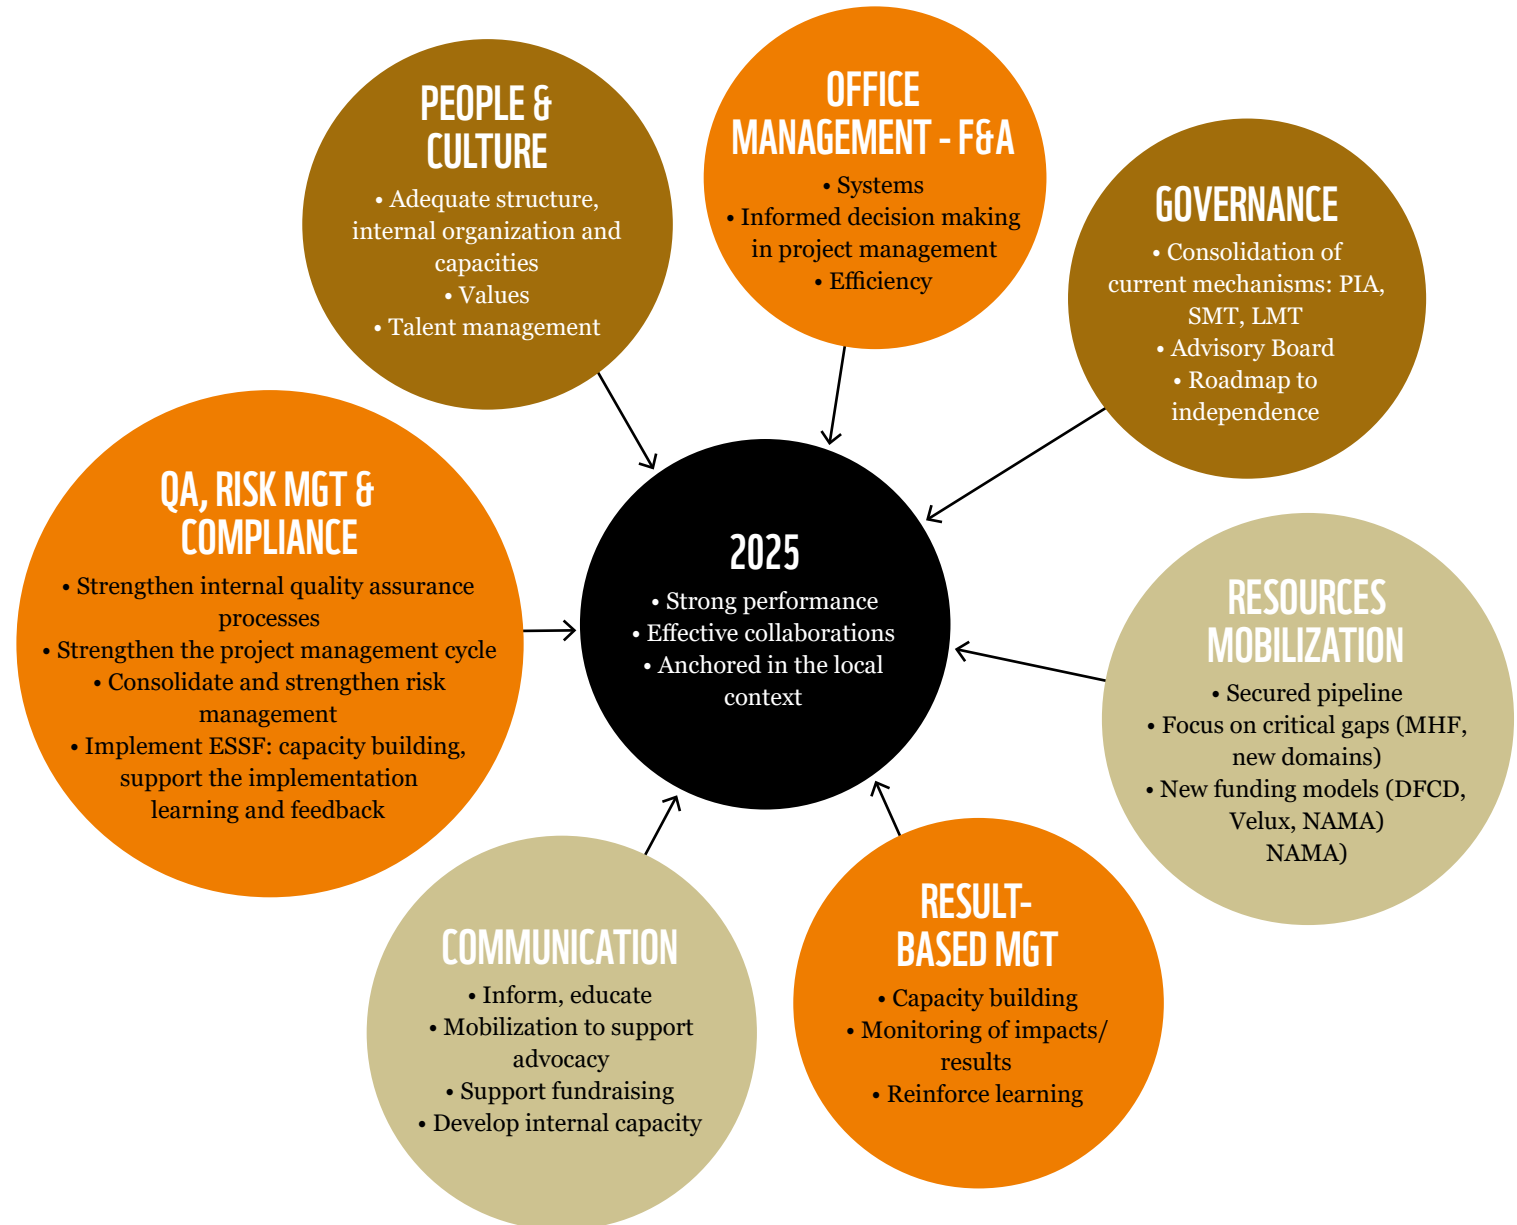 PEOPLE &
CULTURE
• Adequate structure,
internal organization and
capacities
• Values
• Talent management
OFFICE
MANAGEMENT - F&A
• Systems
• Informed decision making
in project management
• Efficiency
GOVERNANCE
• Consolidation of
current mechanisms: PIA,
SMT, LMT
• Advisory Board
• Roadmap to
independence
QA, RISK MGT &
COMPLIANCE
• Strengthen internal quality assurance
processes
• Strengthen the project management cycle
• Consolidate and strengthen risk
management
• Implement ESSF: capacity building,
support the implementation
learning and feedback
2025
• Strong performance
• Effective collaborations
• Anchored in the local
context
RESOURCES
MOBILIZATION
• Secured pipeline
• Focus on critical gaps (MHF,
new domains)
• New funding models (DFCD,
Velux, NAMA)
NAMA)
COMMUNICATION
• Inform, educate
• Mobilization to support
advocacy
• Support fundraising
• Develop internal capacity
RESULT-
BASED MGT
• Capacity building
• Monitoring of impacts/
results
• Reinforce learning